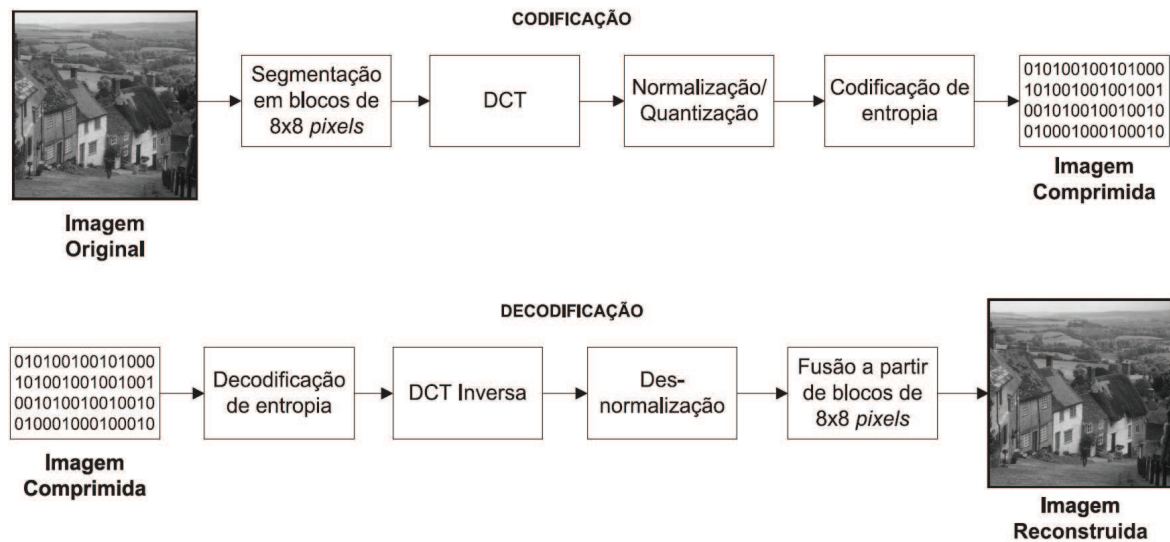 CODIFICAÇÃO
Segmentação
em blocos de
8x8 pixels
DCT
Normalização/
Quantização
Codificação de
entropia
010100100101000
101001001001001
001010010010010
010001000100010
Imagem
Original
Imagem
Comprimida
DECODIFICAÇÃO
010100100101000
101001001001001
001010010010010
010001000100010
Decodificação
de entropia
DCT Inversa
Des-
normalização
Fusão a partir
de blocos de
8x8 pixels
Imagem
Comprimida
Imagem
Reconstruida